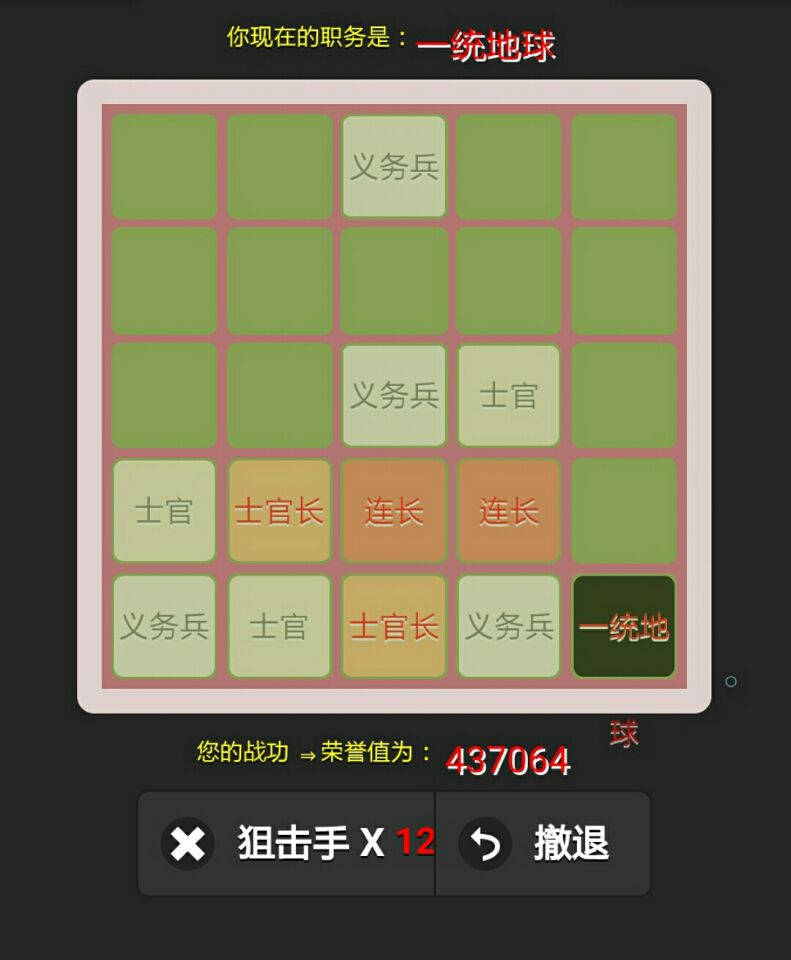 你现在的职务是：一统地球
义务兵
义务兵 士官
士官 士官长 连长 连长
义务兵 士官 士官长 义务兵 一统地
球
您的战功 ⇒荣誉值为： 437064
狙击手 X 12 撤退